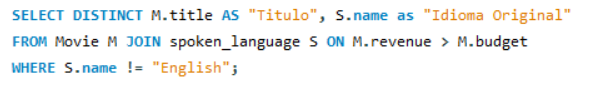 SELECT DISTINCT M.title AS "Titulo", S.name as "Idioma Original"
FROM Movie M JOIN spoken_language S ON M.revenue > M.budget
WHERE S.name != "English";